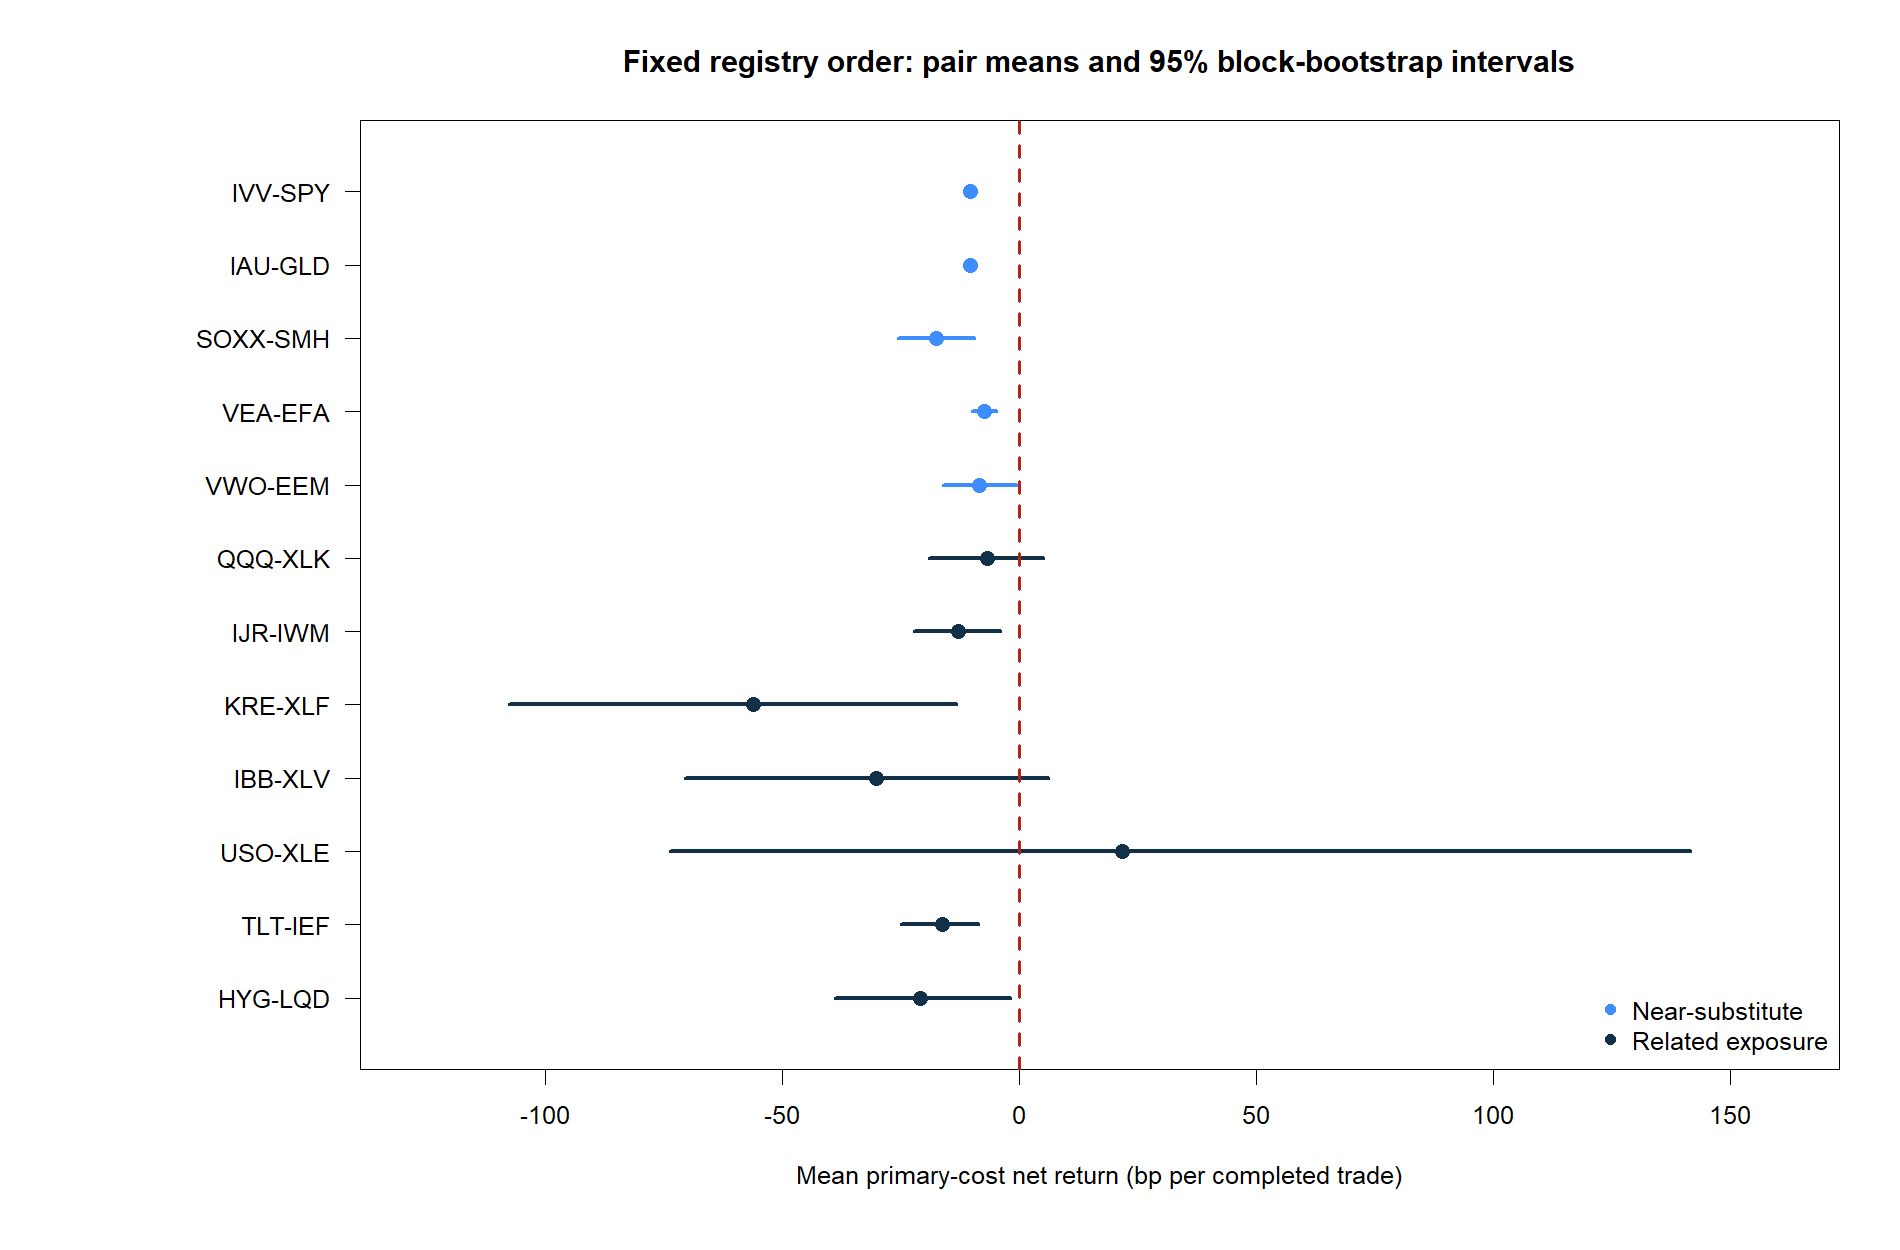 Fixed registry order: pair means and 95% block-bootstrap intervals
IVV-SPY
IAU-GLD
SOXX-SMH
VEA-EFA
VWO-EEM
QQQ-XLK
IJR-IWM
KRE-XLF
IBB-XLV
USO-XLE
TLT-IEF
HYG-LQD
Near-substitute
Related exposure
-100 -50 0 50 100 150
Mean primary-cost net return (bp per completed trade)